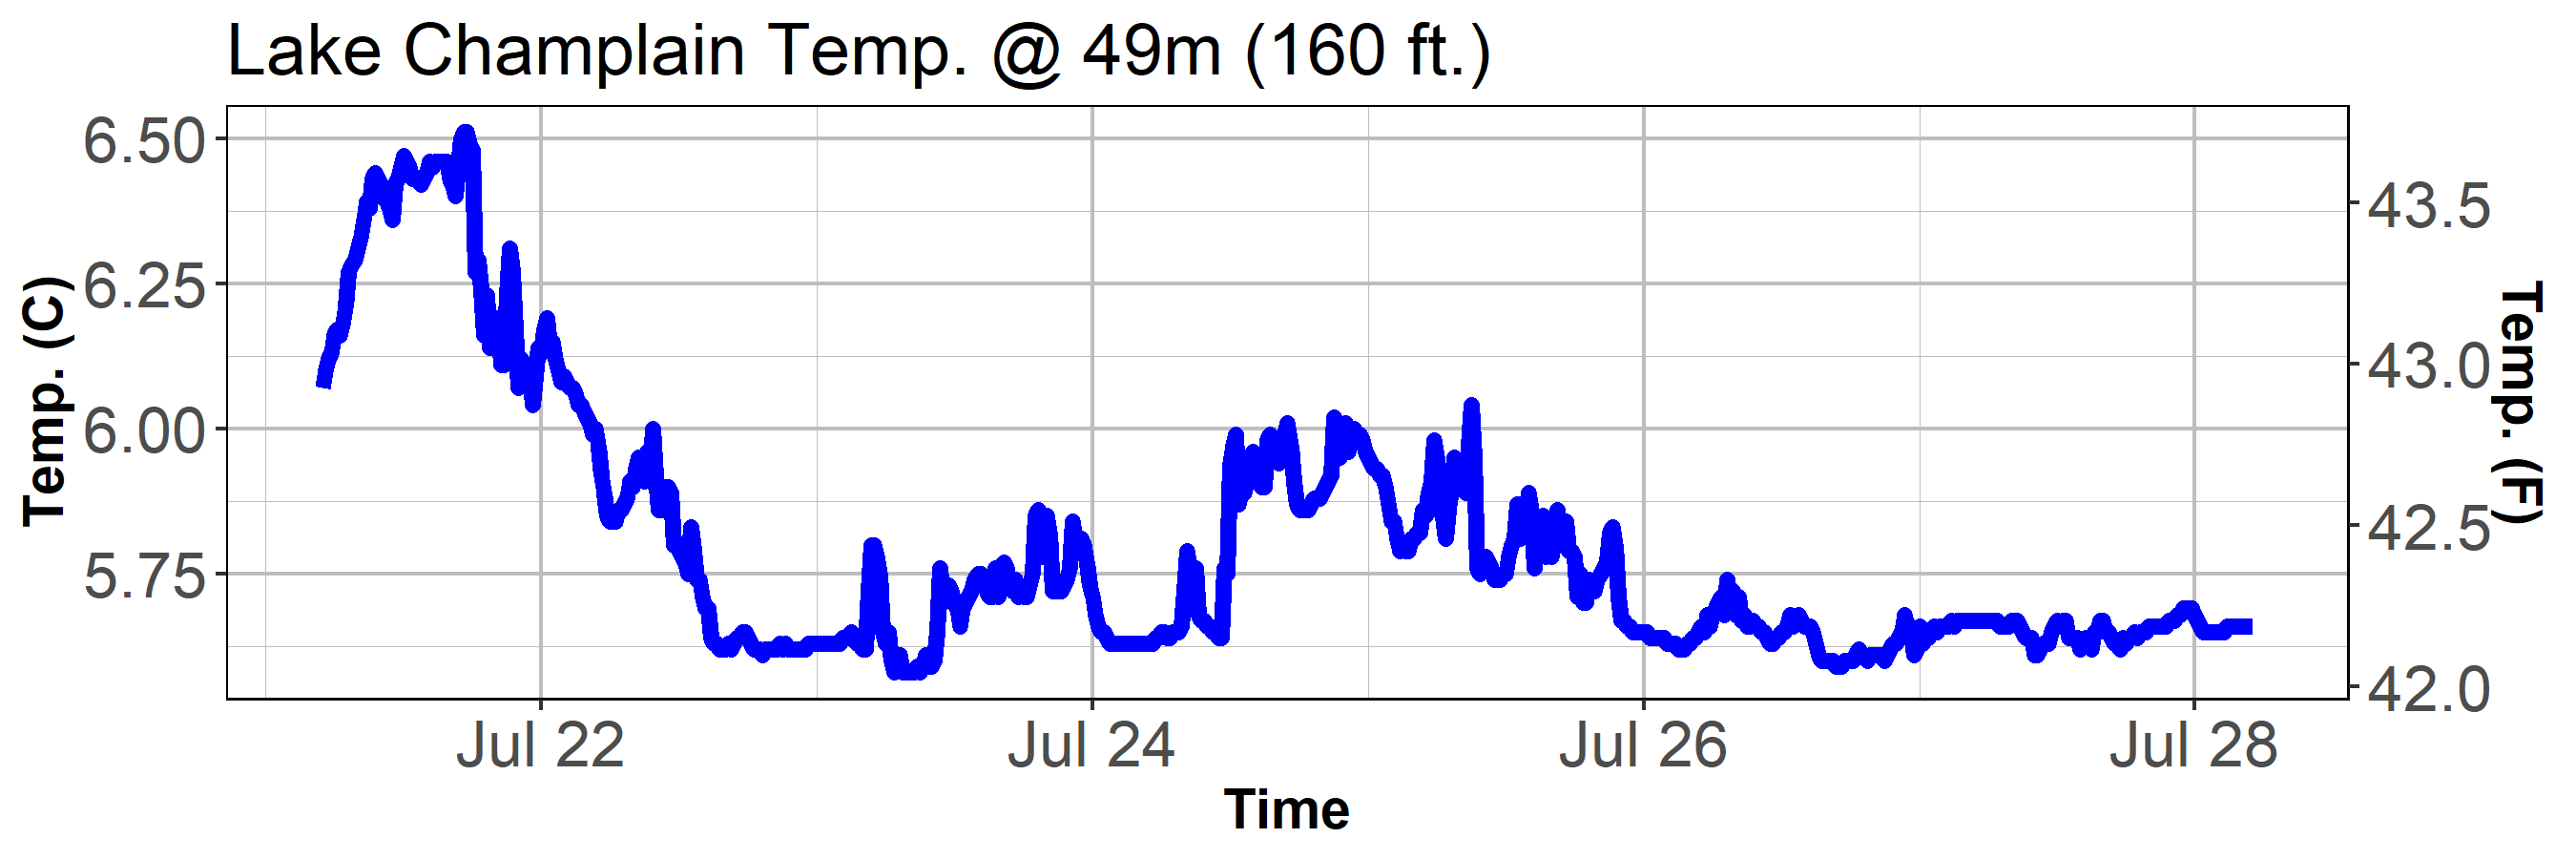 Lake Champlain Temp. @ 49m (160 ft.)
Temp. (C)
6.50
6.25
6.00
5.75
43.5
43.0
42.5
42.0
Temp. (F)
Jul 22 Jul 24 Jul 26 Jul 28
Time